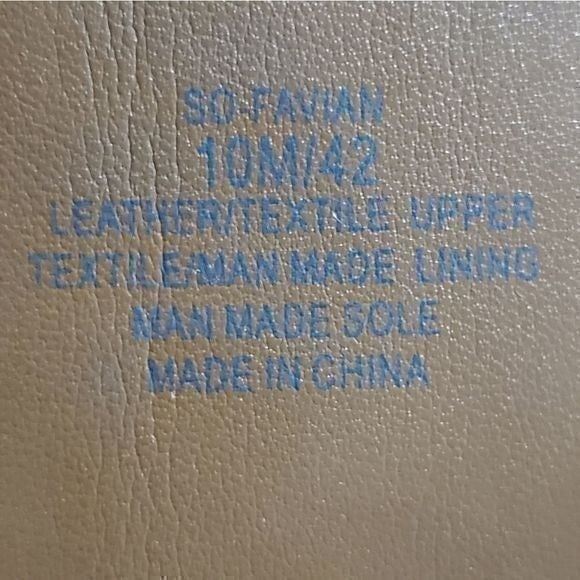 SO-FAVIAN
10M/42
LEATHER/TEXTILE UPPER
TEXTILE/MAN MADE LINING
MAN MADE SOLE
MADE IN CHINA